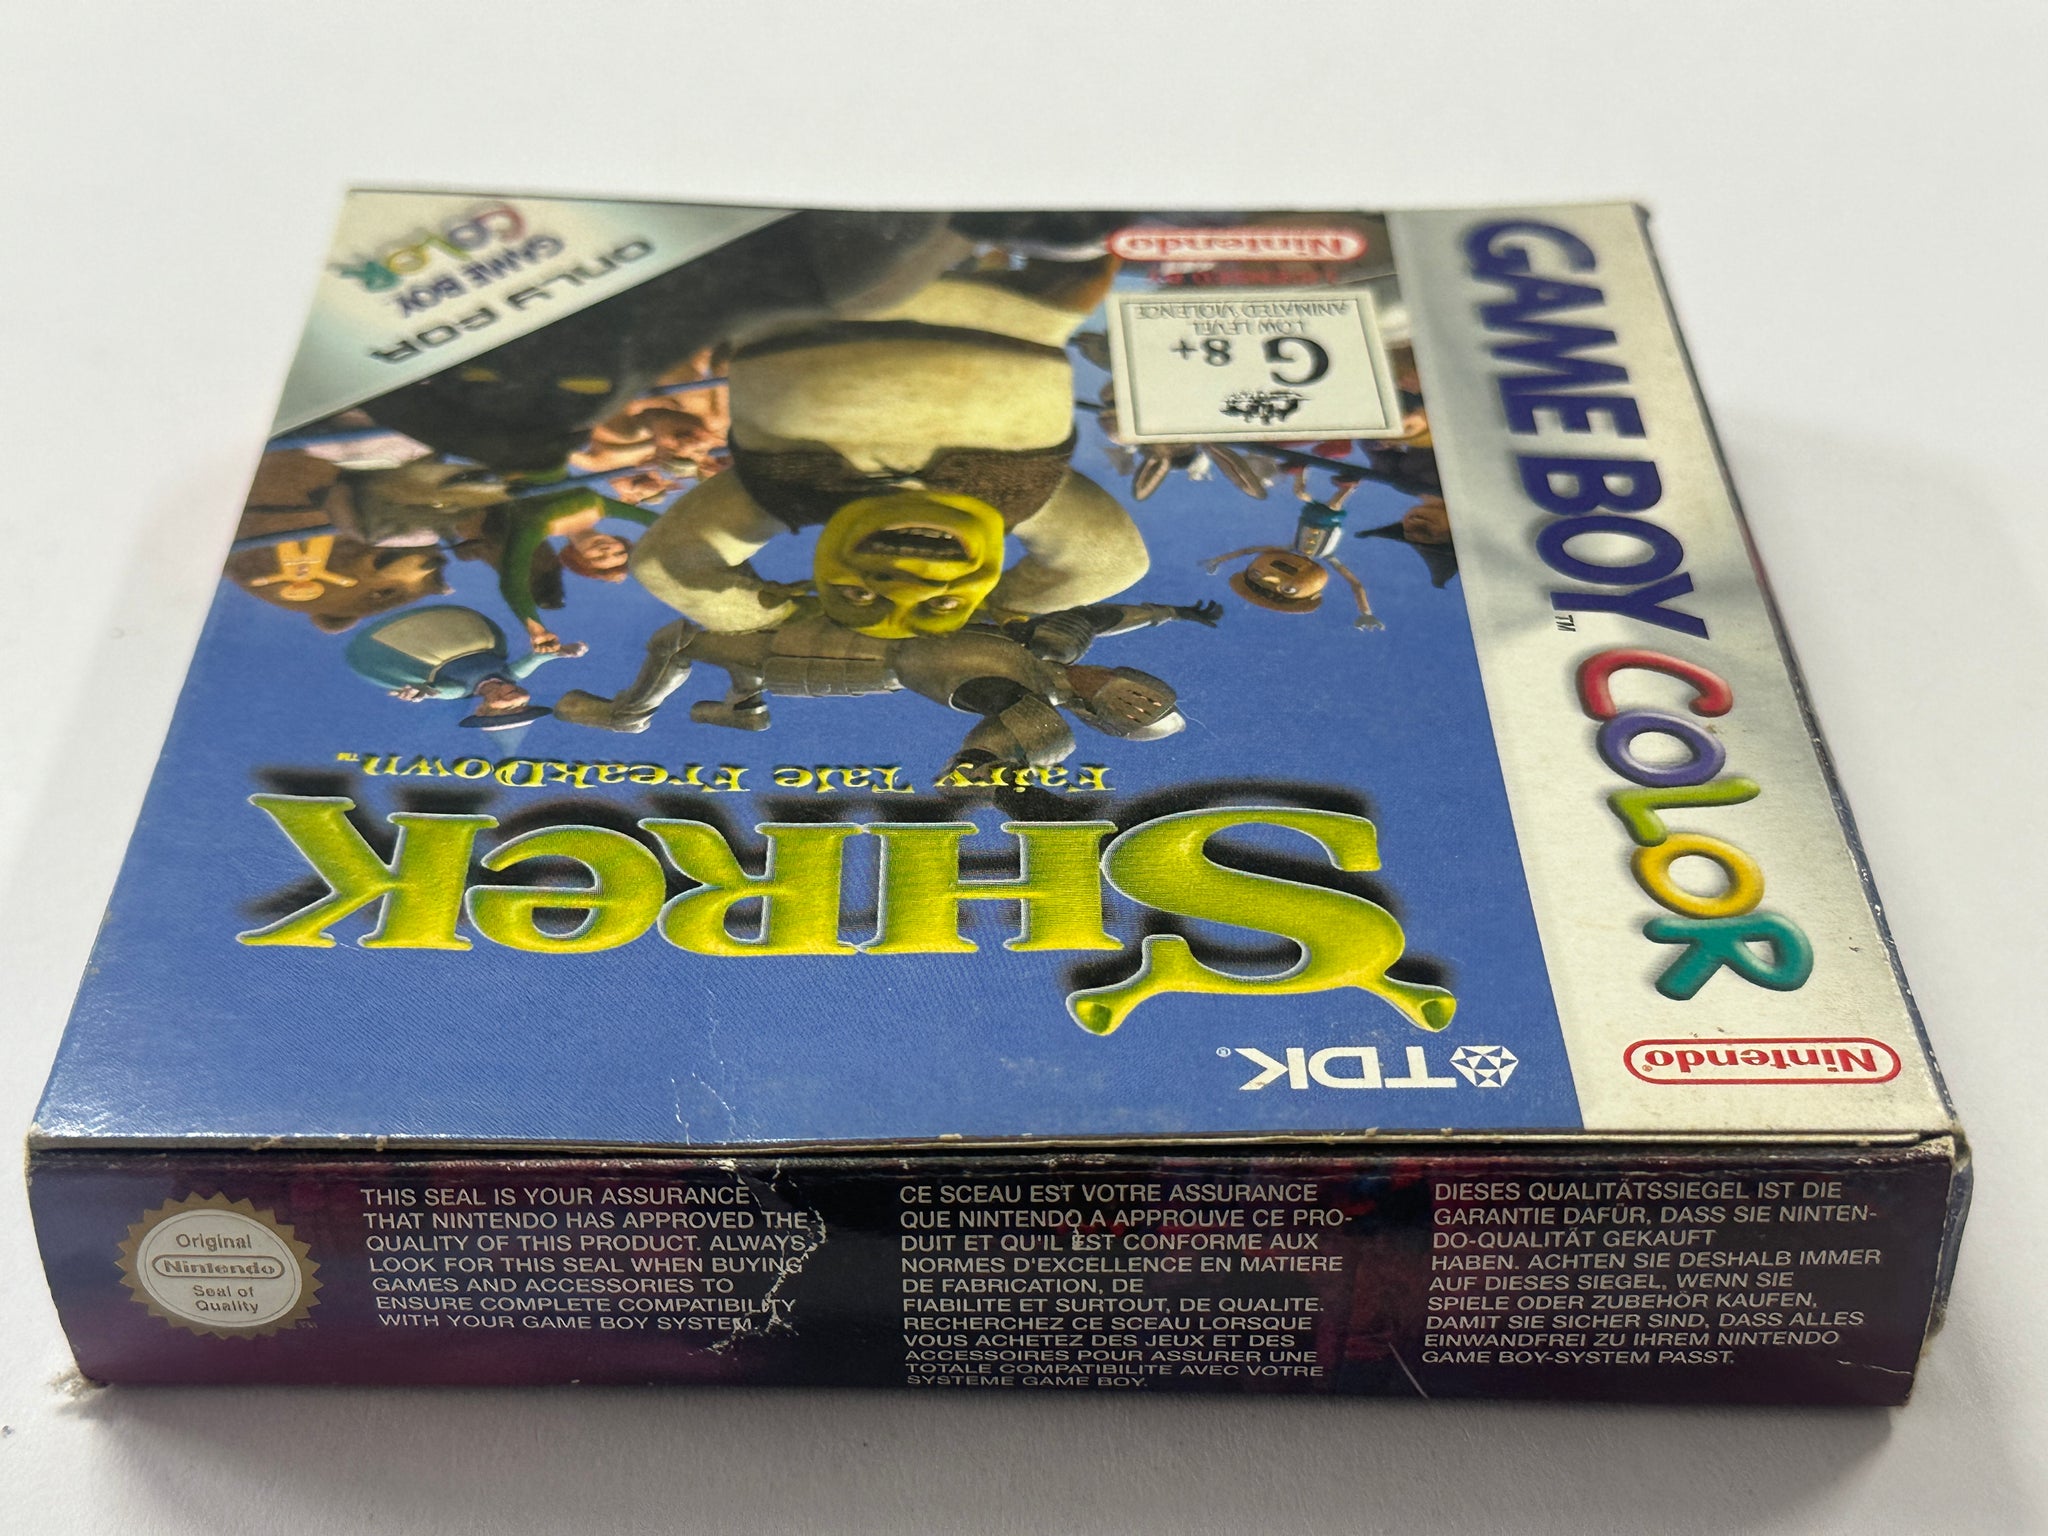 Nintendo®
GAME BOY™ COLOR
TDK®
SHREK
Fairy Tale FreakDown™
G 8+
LOW LEVEL
ANIMATED VIOLENCE
Nintendo
ONLY FOR
GAME BOY
COLOR
Original
Nintendo
Seal of
Quality
THIS SEAL IS YOUR ASSURANCE
THAT NINTENDO HAS APPROVED THE
QUALITY OF THIS PRODUCT. ALWAYS
LOOK FOR THIS SEAL WHEN BUYING
GAMES AND ACCESSORIES TO
ENSURE COMPLETE COMPATIBILITY
WITH YOUR GAME BOY SYSTEM.
CE SCEAU EST VOTRE ASSURANCE
QUE NINTENDO A APPROUVE CE PRO-
DUIT ET QU'IL EST CONFORME AUX
NORMES D'EXCELLENCE EN MATIERE
DE FABRICATION, DE
FIABILITE ET SURTOUT, DE QUALITE.
RECHERCHEZ CE SCEAU LORSQUE
VOUS ACHETEZ DES JEUX ET DES
ACCESSOIRES POUR ASSURER UNE
TOTALE COMPATIBILITE AVEC VOTRE
SYSTEME GAME BOY.
DIESES QUALITÄTSSIEGEL IST DIE
GARANTIE DAFÜR, DASS SIE NINTEN-
DO-QUALITÄT GEKAUFT
HABEN. ACHTEN SIE DESHALB IMMER
AUF DIESES SIEGEL, WENN SIE
SPIELE ODER ZUBEHÖR KAUFEN,
DAMIT SIE SICHER SIND, DASS ALLES
EINWANDFREI ZU IHREM NINTENDO
GAME BOY-SYSTEM PASST.